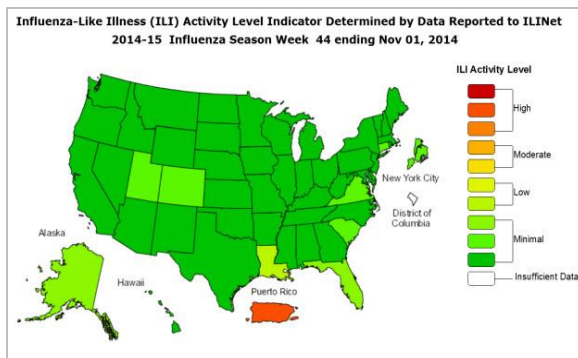 Influenza-Like Illness (ILI) Activity Level Indicator Determined by Data Reported to ILINet
2014-15 Influenza Season Week 44 ending Nov 01, 2014
ILI Activity Level
High
Moderate
Low
Minimal
Insufficient Data
New York City
District of
Columbia
Alaska
Hawaii
Puerto Rico